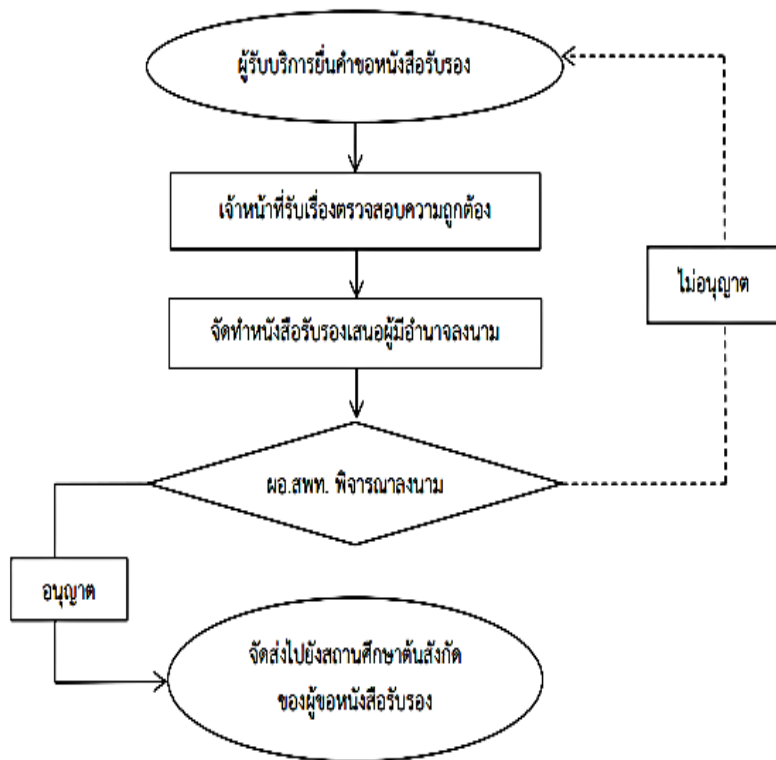 ผู้รับบริการยื่นคำขอหนังสือรับรอง
เจ้าหน้าที่รับเรื่องตรวจสอบความถูกต้อง
ไม่อนุญาต
จัดทำหนังสือรับรองเสนอผู้มีอำนาจลงนาม
ผอ.สพท. พิจารณาลงนาม
อนุญาต
จัดส่งไปยังสถานศึกษาต้นสังกัด
ของผู้ขอหนังสือรับรอง